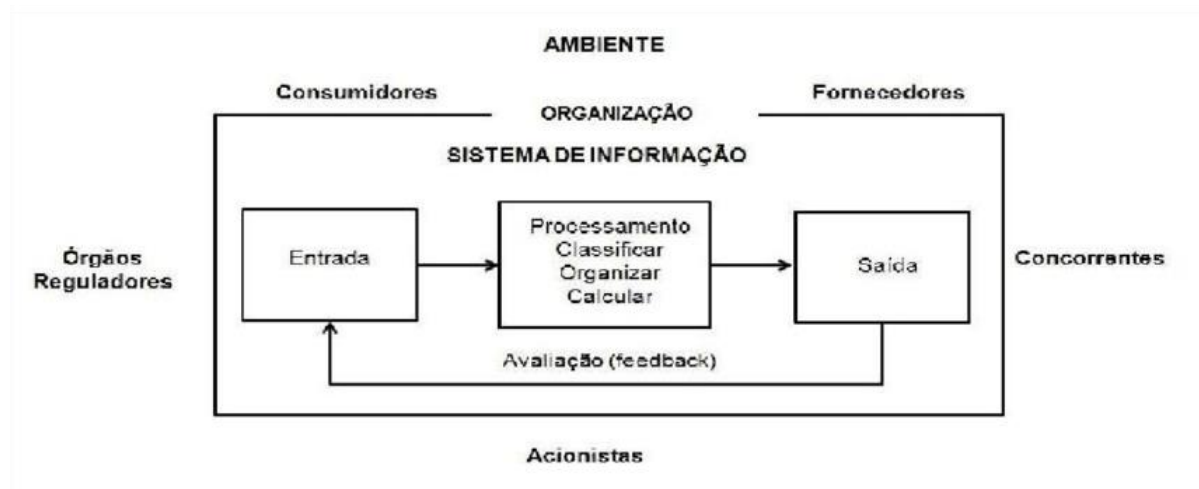 AMBIENTE
Consumidores
Fornecedores
ORGANIZAÇÃO
SISTEMA DE INFORMAÇÃO
Órgãos
Reguladores
Entrada
Processamento
Classificar
Organizar
Calcular
Saída
Concorrentes
Avaliação (feedback)
Acionistas